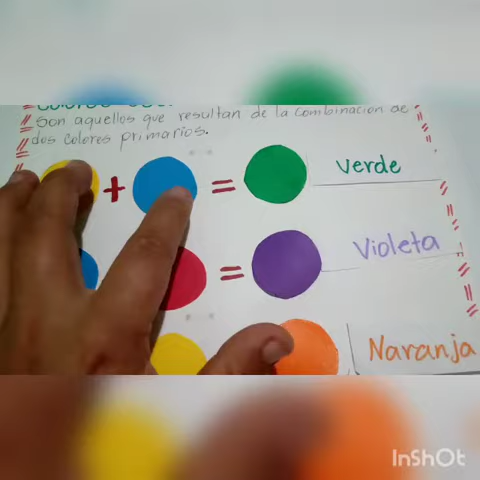 Son aquellos que resultan de la combinación de
dos colores primarios.
+ = verde
= Violeta
Naranja
InShOt